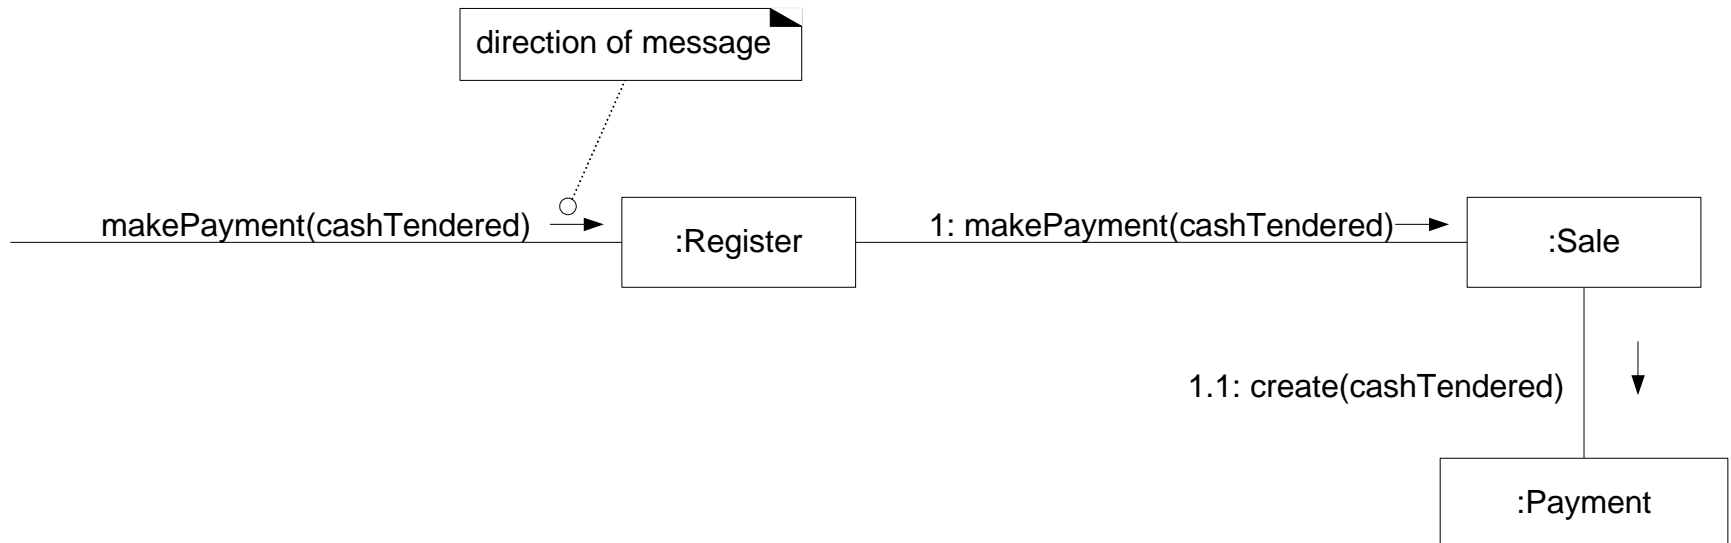 direction of message
makePayment(cashTendered)
:Register
1: makePayment(cashTendered)
:Sale
1.1: create(cashTendered)
:Payment